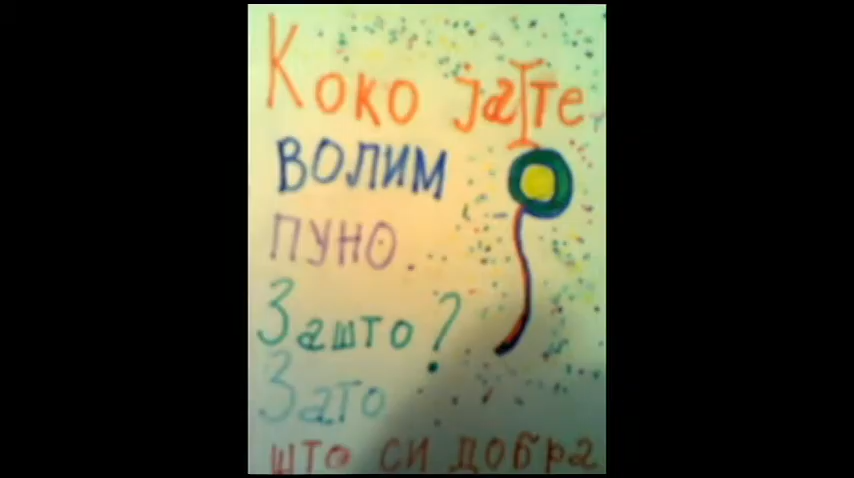 Коко ја те
волим
пуно.
Зашто?
Зато
што си добра